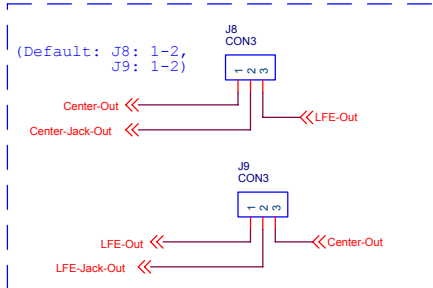 J8
CON3
(Default: J8: 1-2,
J9: 1-2)
1 2 3
Center-Out
LFE-Out
Center-Jack-Out
J9
CON3
1 2 3
LFE-Out
Center-Out
LFE-Jack-Out